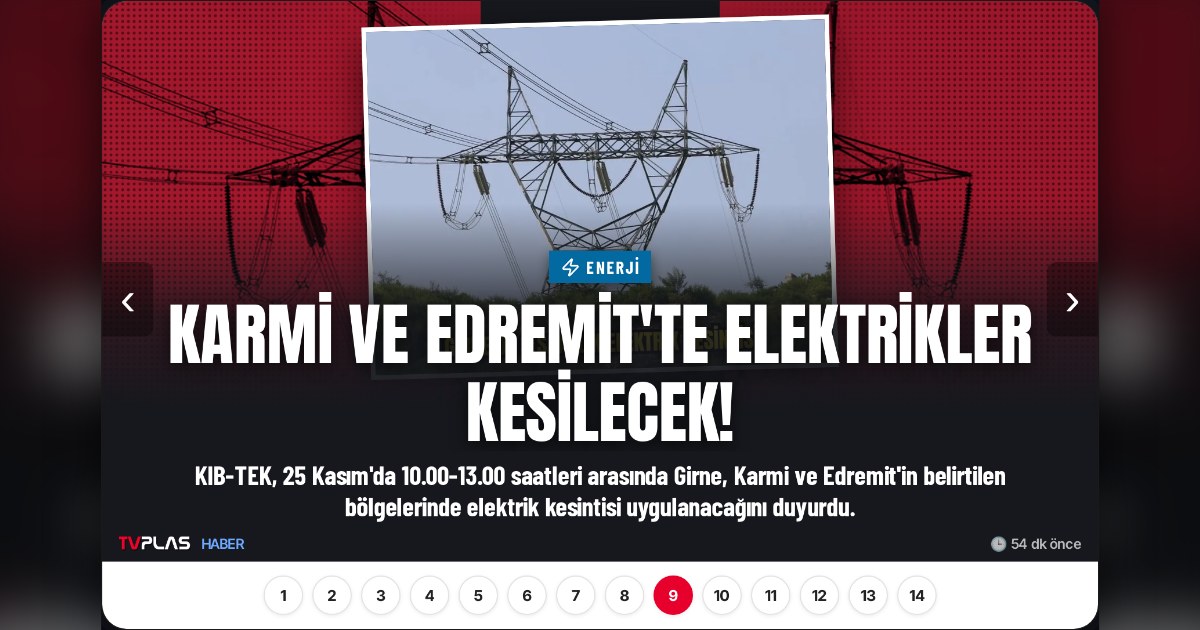 ENERJİ
KARMİ VE EDREMİT'TE ELEKTRİKLER
KESİLECEK!
KIB-TEK, 25 Kasım'da 10.00-13.00 saatleri arasında Girne, Karmi ve Edremit'in belirtilen
bölgelerinde elektrik kesintisi uygulanacağını duyurdu.
TVPLAS HABER
54 dk önce
1 2 3 4 5 6 7 8 9 10 11 12 13 14